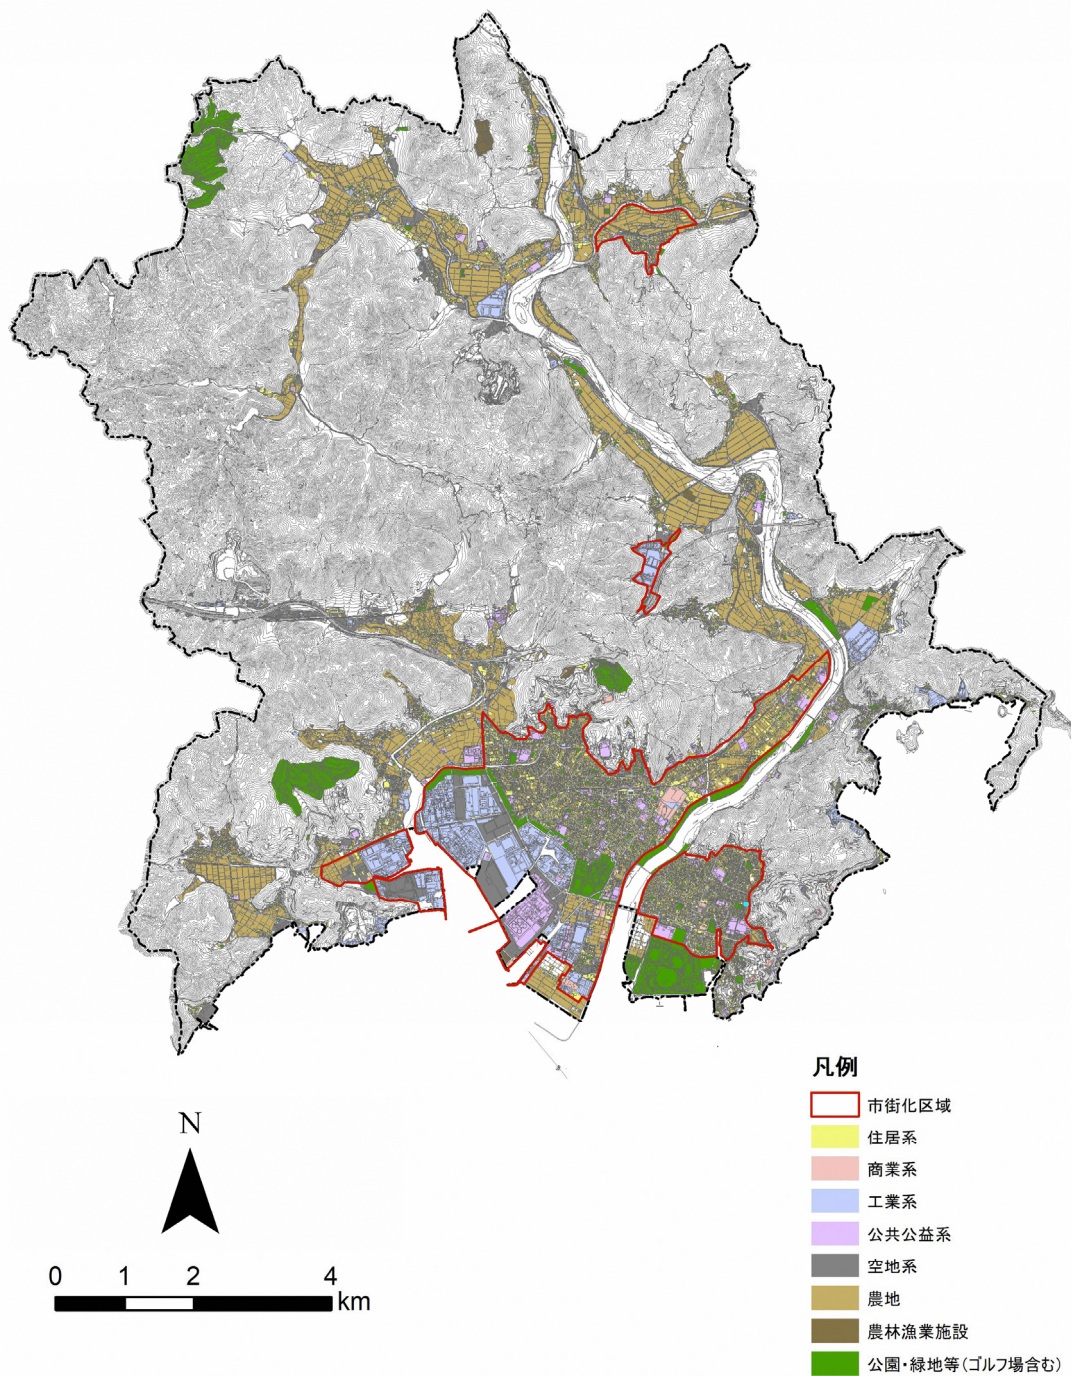 凡例
市街化区域
住居系
商業系
工業系
公共公益系
空地系
農地
農林漁業施設
公園・緑地等(ゴルフ場含む)
N
0 1 2 4
km